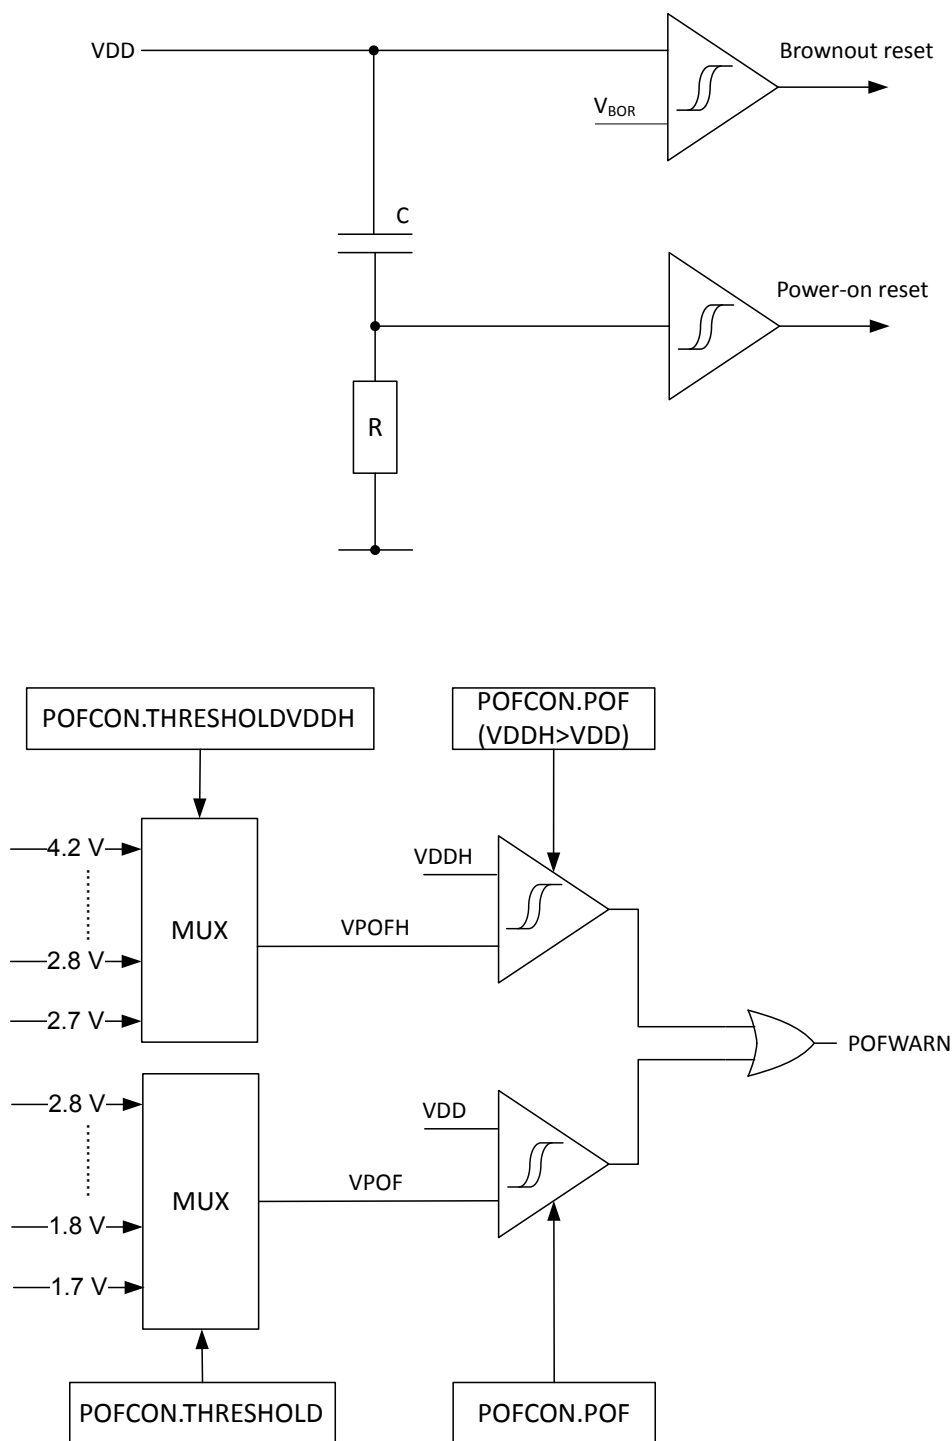 VDD
Brownout reset
VBOR
C
Power-on reset
R
POFCON.THRESHOLDVDDH
POFCON.POF
(VDDH>VDD)
4.2 V
VDDH
MUX
VPOFH
2.8 V
2.7 V
POFWARN
2.8 V
VDD
MUX
VPOF
1.8 V
1.7 V
POFCON.THRESHOLD
POFCON.POF